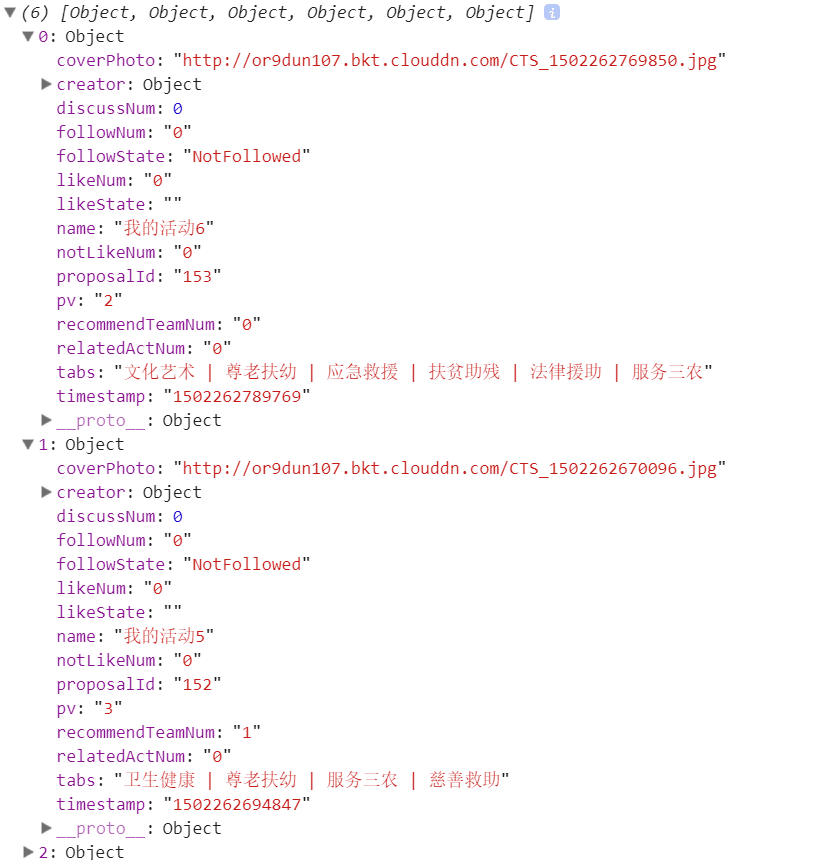 (6) [Object, Object, Object, Object, Object, Object] i
0: Object
coverPhoto: "http://or9dun107.bkt.clouddn.com/CTS_1502262769850.jpg"
creator: Object
discussNum: 0
followNum: "0"
followState: "NotFollowed"
likeNum: "0"
likeState: ""
name: "我的活动6"
notLikeNum: "0"
proposalId: "153"
pv: "2"
recommendTeamNum: "0"
relatedActNum: "0"
tabs: "文化艺术 | 尊老扶幼 | 应急救援 | 扶贫助残 | 法律援助 | 服务三农"
timestamp: "1502262789769"
__proto__: Object
1: Object
coverPhoto: "http://or9dun107.bkt.clouddn.com/CTS_1502262670096.jpg"
creator: Object
discussNum: 0
followNum: "0"
followState: "NotFollowed"
likeNum: "0"
likeState: ""
name: "我的活动5"
notLikeNum: "0"
proposalId: "152"
pv: "3"
recommendTeamNum: "1"
relatedActNum: "0"
tabs: "卫生健康 | 尊老扶幼 | 服务三农 | 慈善救助"
timestamp: "1502262694847"
__proto__: Object
2: Object